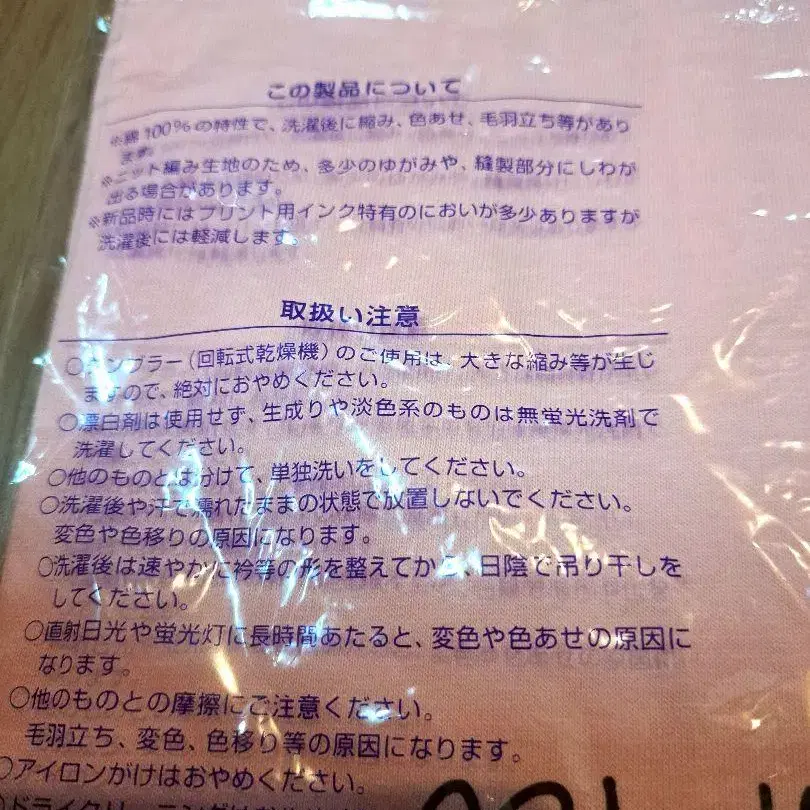 この製品について
※綿100%の特性で、洗濯後に縮み、色あせ、毛羽立ち等があり
ます。
※ニット編み生地のため、多少のゆがみや、縫製部分にしわが
出る場合があります。
※新品時にはプリント用インク特有のにおいが多少ありますが
洗濯後には軽減します。
取扱い注意
○タンブラー(回転式乾燥機)のご使用は、大きな縮み等が生じ
ますので、絶対におやめください。
○漂白剤は使用せず、生成りや淡色系のものは無蛍光洗剤で
洗濯してください。
○他のものとは分けて、単独洗いをしてください。
○洗濯後や汗で濡れたままの状態で放置しないでください。
変色や色移りの原因になります。
○洗濯後は速やかに衿等の形を整えてから、日陰で吊り干しを
してください。
○直射日光や蛍光灯に長時間あたると、変色や色あせの原因に
なります。
○他のものとの摩擦にご注意ください。
毛羽立ち、変色、色移り等の原因になります。
○アイロンがけはおやめください。
○ドライクリーニングはおやめ